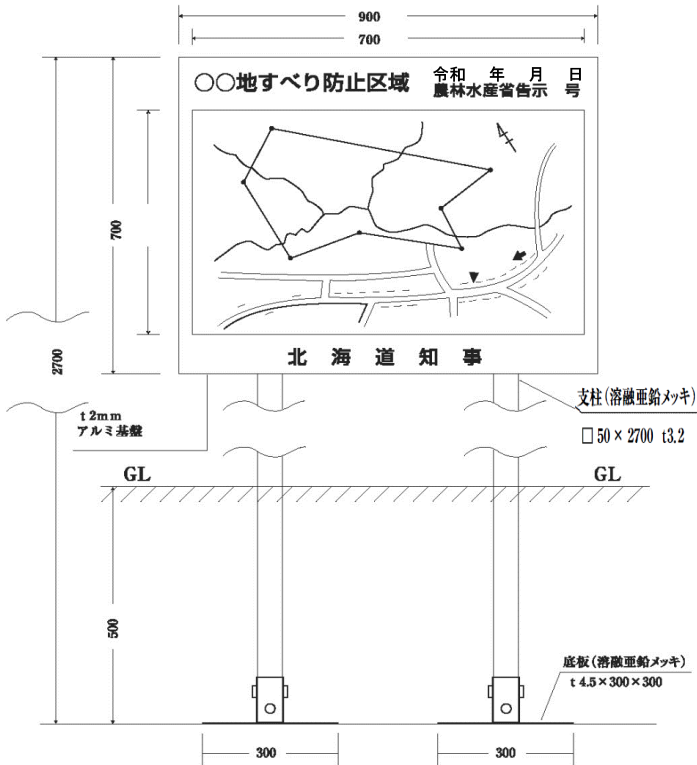 900
700
○○地すべり防止区域
令和 年 月 日
農林水産省告示 号
700
700
2700
北海道知事
t 2mm
アルミ基盤
支柱(溶融亜鉛メッキ)
□ 50 × 2700 t3.2
GL
GL
500
底板(溶融亜鉛メッキ)
t 4.5×300×300
300
300